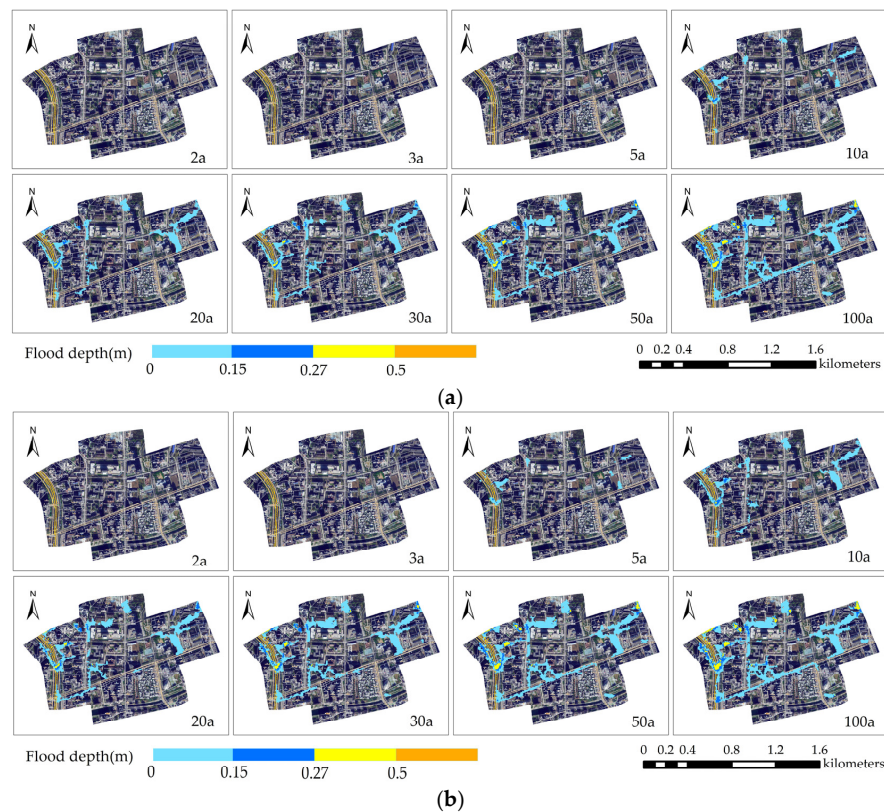 N N N N
2a 3a 5a 10a
N N N N
20a 30a 50a 100a
Flood depth(m)
0 0.15 0.27 0.5
0 0.2 0.4 0.8 1.2 1.6
kilometers
(a)
N N N N
2a 3a 5a 10a
N N N N
20a 30a 50a 100a
Flood depth(m)
0 0.15 0.27 0.5
0 0.2 0.4 0.8 1.2 1.6
kilometers
(b)